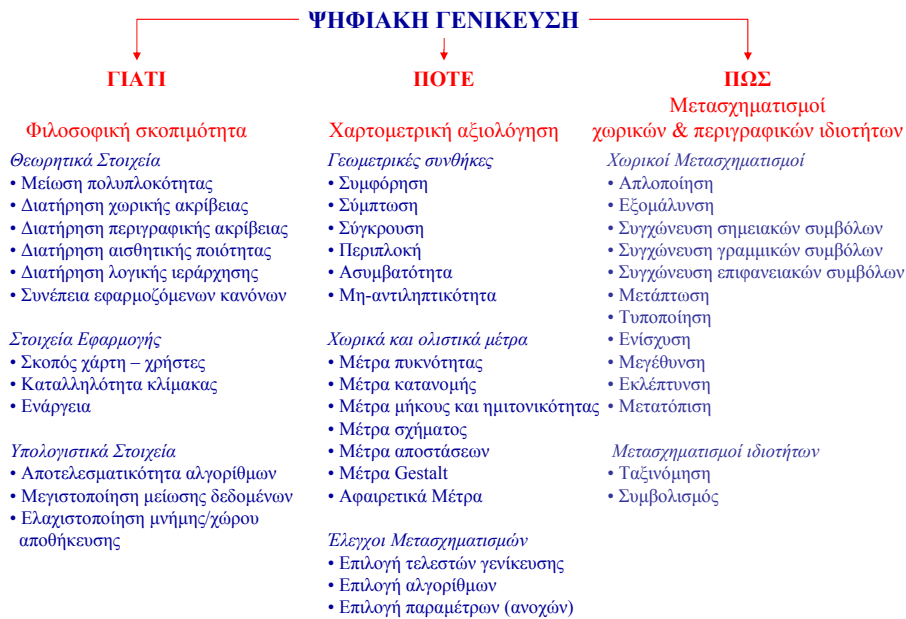 ΨΗΦΙΑΚΗ ΓΕΝΙΚΕΥΣΗ
ΓΙΑΤΙ
Φιλοσοφική σκοπιμότητα
Θεωρητικά Στοιχεία
• Μείωση πολυπλοκότητας
• Διατήρηση χωρικής ακρίβειας
• Διατήρηση περιγραφικής ακρίβειας
• Διατήρηση αισθητικής ποιότητας
• Διατήρηση λογικής ιεράρχησης
• Συνέπεια εφαρμοζόμενων κανόνων
Στοιχεία Εφαρμογής
• Σκοπός χάρτη – χρήστες
• Καταλληλότητα κλίμακας
• Ενάργεια
Υπολογιστικά Στοιχεία
• Αποτελεσματικότητα αλγορίθμων
• Μεγιστοποίηση μείωσης δεδομένων
• Ελαχιστοποίηση μνήμης/χώρου
αποθήκευσης
ΠΟΤΕ
Χαρτομετρική αξιολόγηση
Γεωμετρικές συνθήκες
• Συμφόρηση
• Σύμπτωση
• Σύγκρουση
• Περιπλοκή
• Ασυμβατότητα
• Μη-αντιληπτικότητα
Χωρικά και ολιστικά μέτρα
• Μέτρα πυκνότητας
• Μέτρα κατανομής
• Μέτρα μήκους και ημιτονικότητας
• Μέτρα σχήματος
• Μέτρα αποστάσεων
• Μέτρα Gestalt
• Αφαιρετικά Μέτρα
Έλεγχοι Μετασχηματισμών
• Επιλογή τελεστών γενίκευσης
• Επιλογή αλγορίθμων
• Επιλογή παραμέτρων (ανοχών)
ΠΩΣ
Μετασχηματισμοί
χωρικών & περιγραφικών ιδιοτήτων
Χωρικοί Μετασχηματισμοί
• Απλοποίηση
• Εξομάλυνση
• Συγχώνευση σημειακών συμβόλων
• Συγχώνευση γραμμικών συμβόλων
• Συγχώνευση επιφανειακών συμβόλων
• Μετάπτωση
• Τυποποίηση
• Ενίσχυση
• Μεγέθυνση
• Εκλέπτυνση
• Μετατόπιση
Μετασχηματισμοί ιδιοτήτων
• Ταξινόμηση
• Συμβολισμός